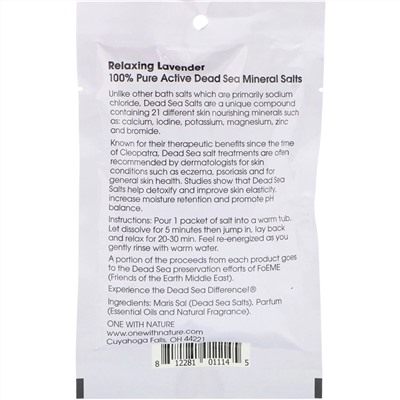 Relaxing Lavender
100% Pure Active Dead Sea Mineral Salts
Unlike other bath salts which are primarily sodium
chloride, Dead Sea Salts are a unique compound
containing 21 different skin nourishing minerals such
as: calcium, iodine, potassium, magnesium, zinc
and bromide.
Known for their therapeutic benefits since the time
of Cleopatra, Dead Sea salt treatments are often
recommended by dermatologists for skin
conditions such as eczema, psoriasis and for
general skin health. Studies show that Dead Sea
Salts help detoxify and improve skin elasticity,
increase moisture retention and promote pH
balance.
Instructions: Pour 1 packet of salt into a warm tub.
Let dissolve for 5 minutes then jump in, lay back
and relax for 20-30 min. Feel re-energized as you
gently rinse with warm water.
A portion of the proceeds from each product goes
to the Dead Sea preservation efforts of FoEME
(Friends of the Earth Middle East).
Experience the Dead Sea Difference!®
Ingredients: Maris Sal (Dead Sea Salts), Parfum
(Essential Oils and Natural Fragrance).
ONE WITH NATURE
www.onewithnature.com
Cuyahoga Falls, OH 44221
8 12281 01114 5